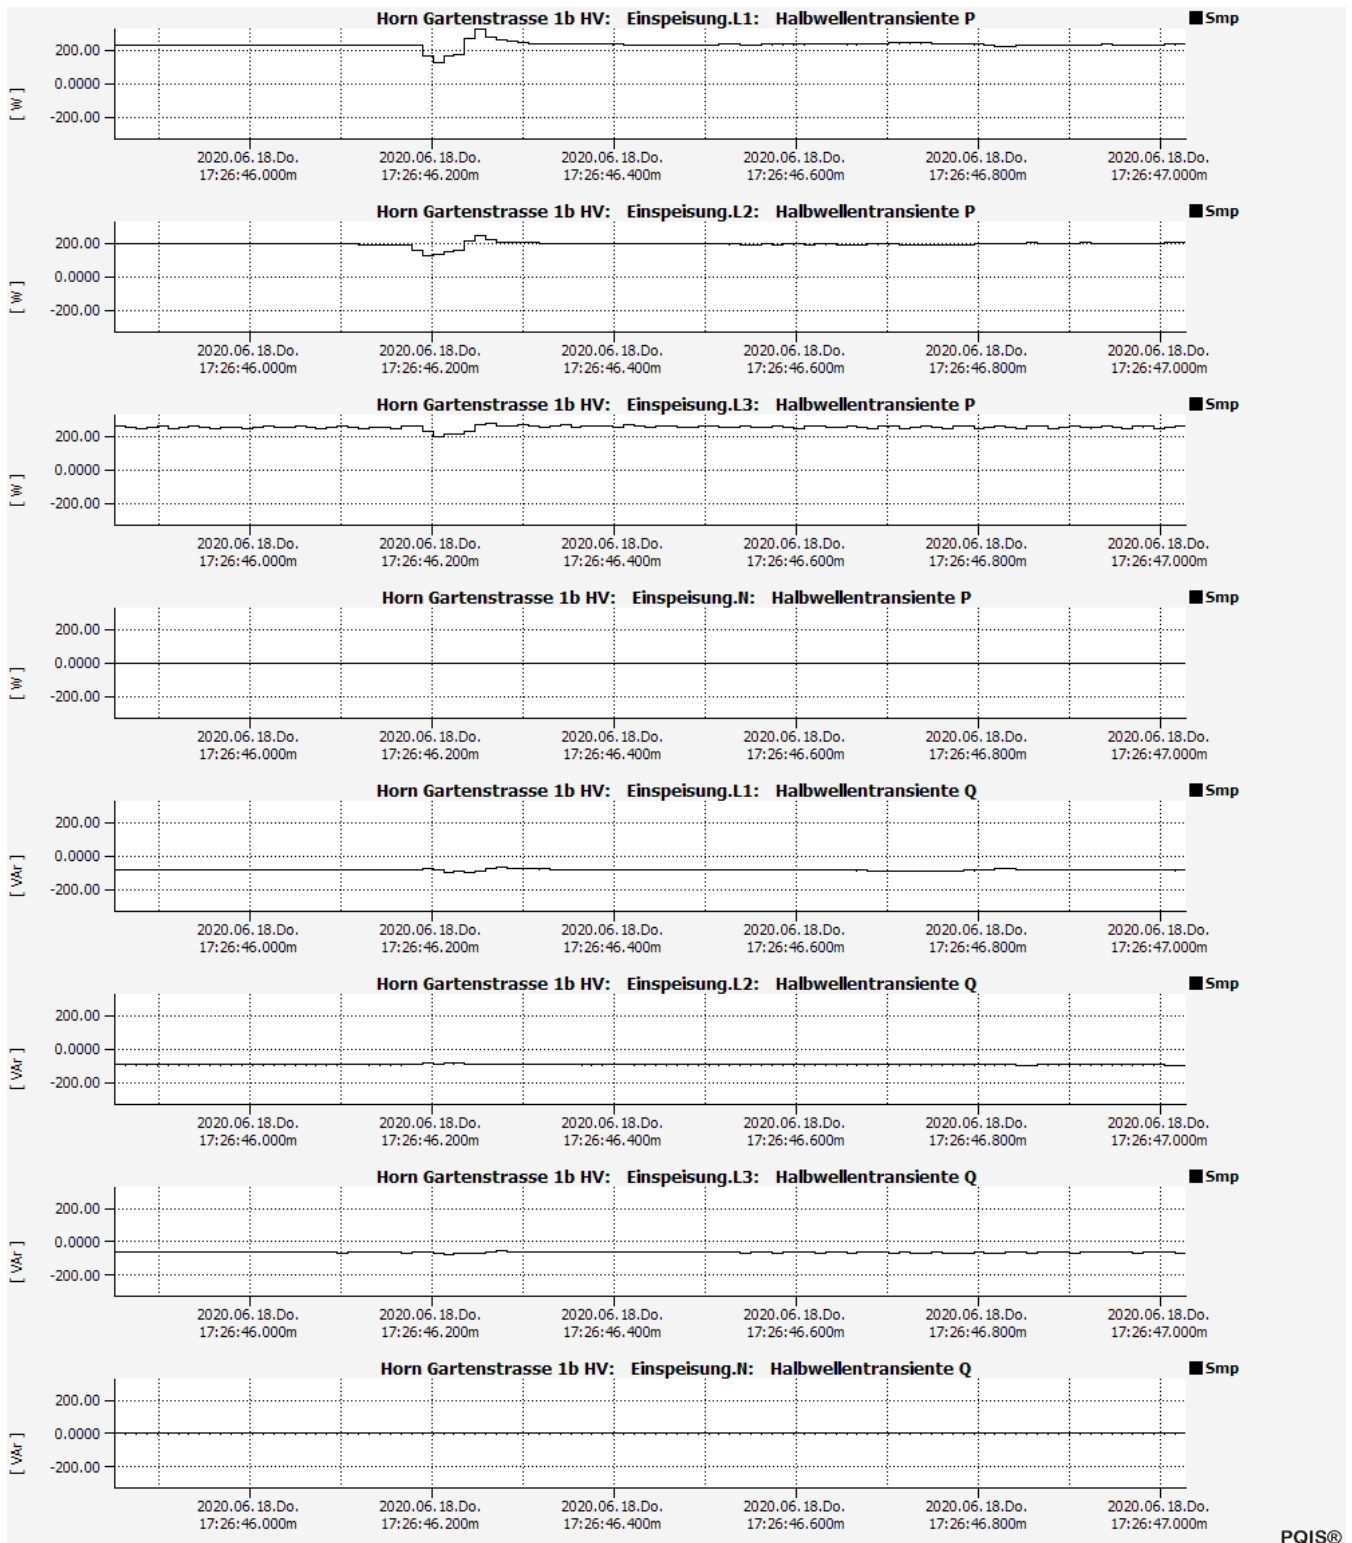 Horn Gartenstrasse 1b HV: Einspeisung.L1: Halbwellentransiente P
Smp
200.00
0.0000
-200.00
[ W ]
2020.06.18.Do. 2020.06.18.Do. 2020.06.18.Do. 2020.06.18.Do. 2020.06.18.Do. 2020.06.18.Do.
17:26:46.000m 17:26:46.200m 17:26:46.400m 17:26:46.600m 17:26:46.800m 17:26:47.000m
Horn Gartenstrasse 1b HV: Einspeisung.L2: Halbwellentransiente P
Smp
200.00
0.0000
-200.00
[ W ]
2020.06.18.Do. 2020.06.18.Do. 2020.06.18.Do. 2020.06.18.Do. 2020.06.18.Do. 2020.06.18.Do.
17:26:46.000m 17:26:46.200m 17:26:46.400m 17:26:46.600m 17:26:46.800m 17:26:47.000m
Horn Gartenstrasse 1b HV: Einspeisung.L3: Halbwellentransiente P
Smp
200.00
0.0000
-200.00
[ W ]
2020.06.18.Do. 2020.06.18.Do. 2020.06.18.Do. 2020.06.18.Do. 2020.06.18.Do. 2020.06.18.Do.
17:26:46.000m 17:26:46.200m 17:26:46.400m 17:26:46.600m 17:26:46.800m 17:26:47.000m
Horn Gartenstrasse 1b HV: Einspeisung.N: Halbwellentransiente P
Smp
200.00
0.0000
-200.00
[ W ]
2020.06.18.Do. 2020.06.18.Do. 2020.06.18.Do. 2020.06.18.Do. 2020.06.18.Do. 2020.06.18.Do.
17:26:46.000m 17:26:46.200m 17:26:46.400m 17:26:46.600m 17:26:46.800m 17:26:47.000m
Horn Gartenstrasse 1b HV: Einspeisung.L1: Halbwellentransiente Q
Smp
200.00
0.0000
-200.00
[ VAr ]
2020.06.18.Do. 2020.06.18.Do. 2020.06.18.Do. 2020.06.18.Do. 2020.06.18.Do. 2020.06.18.Do.
17:26:46.000m 17:26:46.200m 17:26:46.400m 17:26:46.600m 17:26:46.800m 17:26:47.000m
Horn Gartenstrasse 1b HV: Einspeisung.L2: Halbwellentransiente Q
Smp
200.00
0.0000
-200.00
[ VAr ]
2020.06.18.Do. 2020.06.18.Do. 2020.06.18.Do. 2020.06.18.Do. 2020.06.18.Do. 2020.06.18.Do.
17:26:46.000m 17:26:46.200m 17:26:46.400m 17:26:46.600m 17:26:46.800m 17:26:47.000m
Horn Gartenstrasse 1b HV: Einspeisung.L3: Halbwellentransiente Q
Smp
200.00
0.0000
-200.00
[ VAr ]
2020.06.18.Do. 2020.06.18.Do. 2020.06.18.Do. 2020.06.18.Do. 2020.06.18.Do. 2020.06.18.Do.
17:26:46.000m 17:26:46.200m 17:26:46.400m 17:26:46.600m 17:26:46.800m 17:26:47.000m
Horn Gartenstrasse 1b HV: Einspeisung.N: Halbwellentransiente Q
Smp
200.00
0.0000
-200.00
[ VAr ]
2020.06.18.Do. 2020.06.18.Do. 2020.06.18.Do. 2020.06.18.Do. 2020.06.18.Do. 2020.06.18.Do.
17:26:46.000m 17:26:46.200m 17:26:46.400m 17:26:46.600m 17:26:46.800m 17:26:47.000m
PQIS®